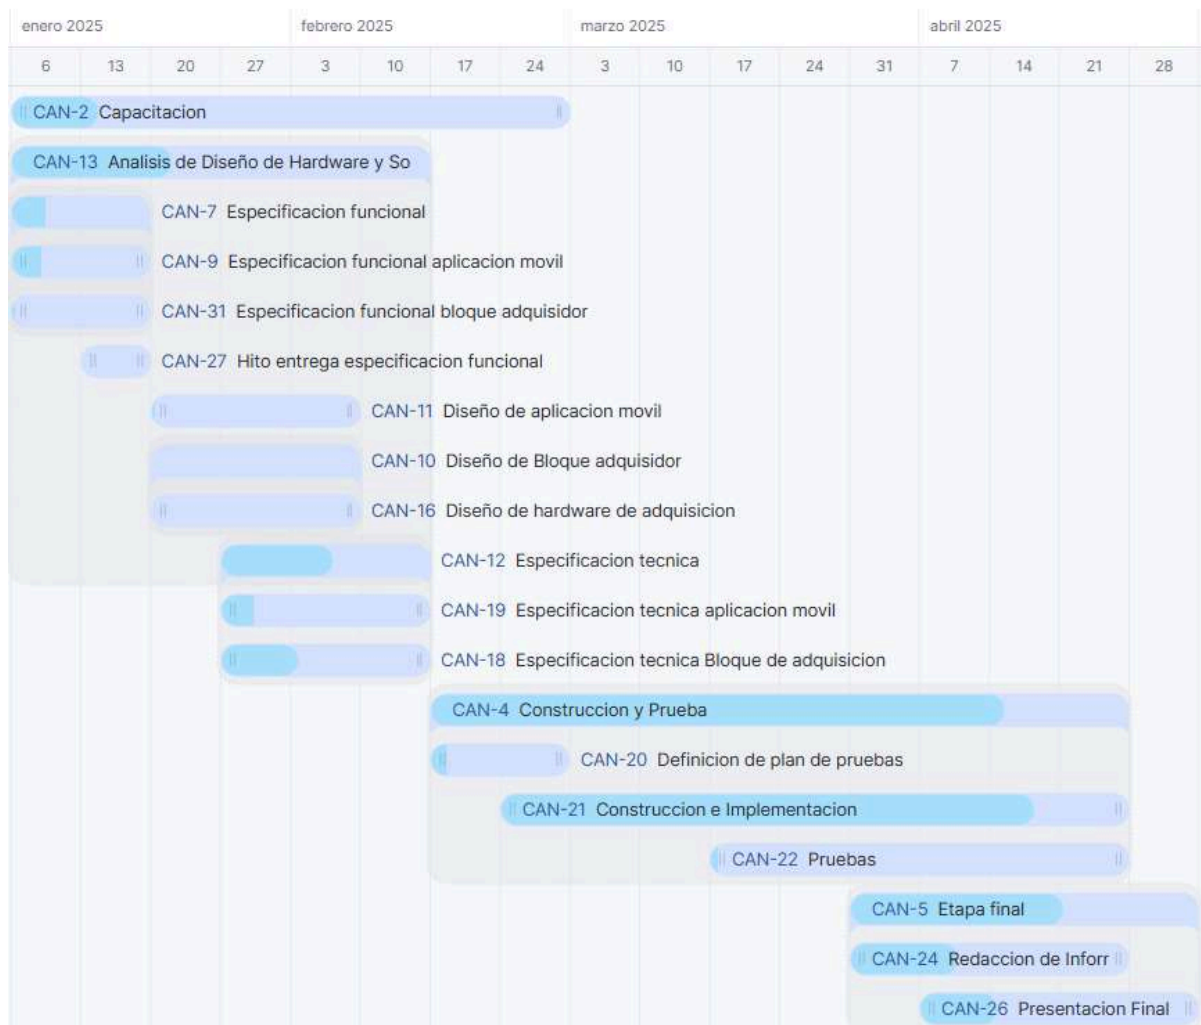 enero 2025 febrero 2025 marzo 2025 abril 2025
6 13 20 27 3 10 17 24 3 10 17 24 31 7 14 21 28
CAN-2 Capacitacion
CAN-13 Analisis de Diseño de Hardware y So
CAN-7 Especificacion funcional
CAN-9 Especificacion funcional aplicacion movil
CAN-31 Especificacion funcional bloque adquisidor
CAN-27 Hito entrega especificacion funcional
CAN-11 Diseño de aplicacion movil
CAN-10 Diseño de Bloque adquisidor
CAN-16 Diseño de hardware de adquisicion
CAN-12 Especificacion tecnica
CAN-19 Especificacion tecnica aplicacion movil
CAN-18 Especificacion tecnica Bloque de adquisicion
CAN-4 Construccion y Prueba
CAN-20 Definicion de plan de pruebas
CAN-21 Construccion e Implementacion
CAN-22 Pruebas
CAN-5 Etapa final
CAN-24 Redaccion de Inforr
CAN-26 Presentacion Final